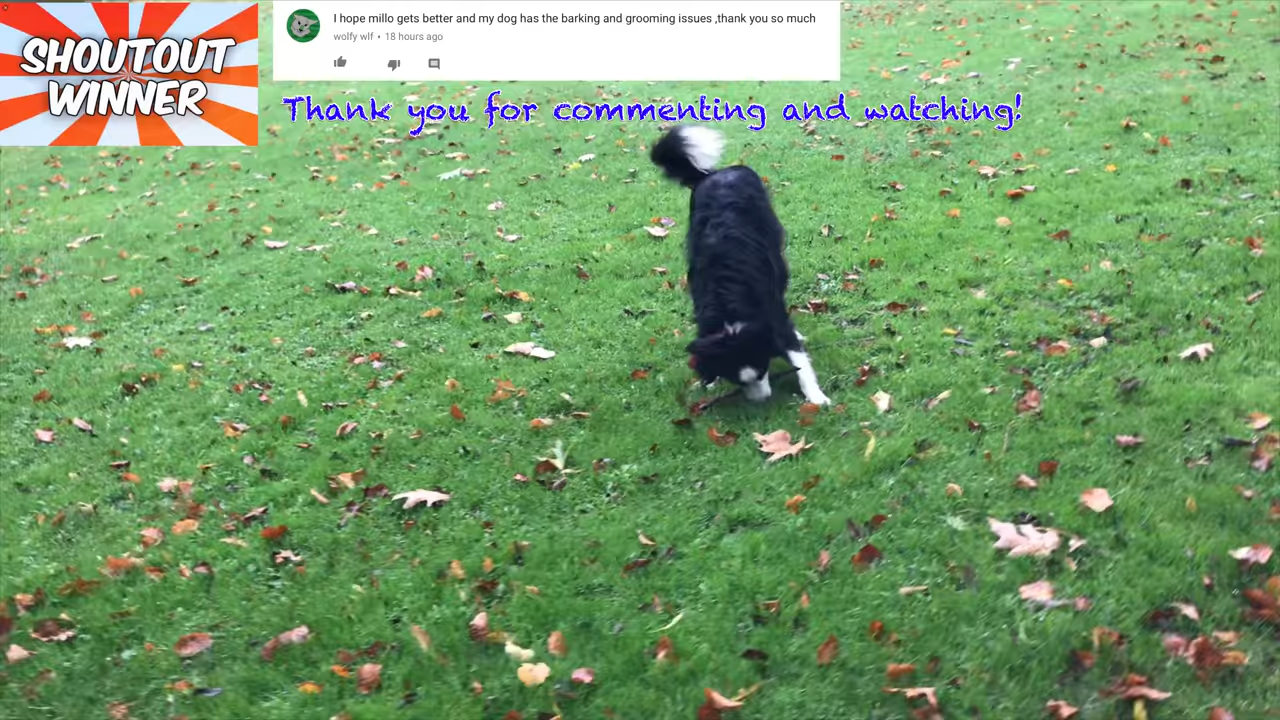 SHOUTOUT
WINNER
I hope millo gets better and my dog has the barking and grooming issues ,thank you so much
wolfy wlf • 18 hours ago
Thank you for commenting and watching!